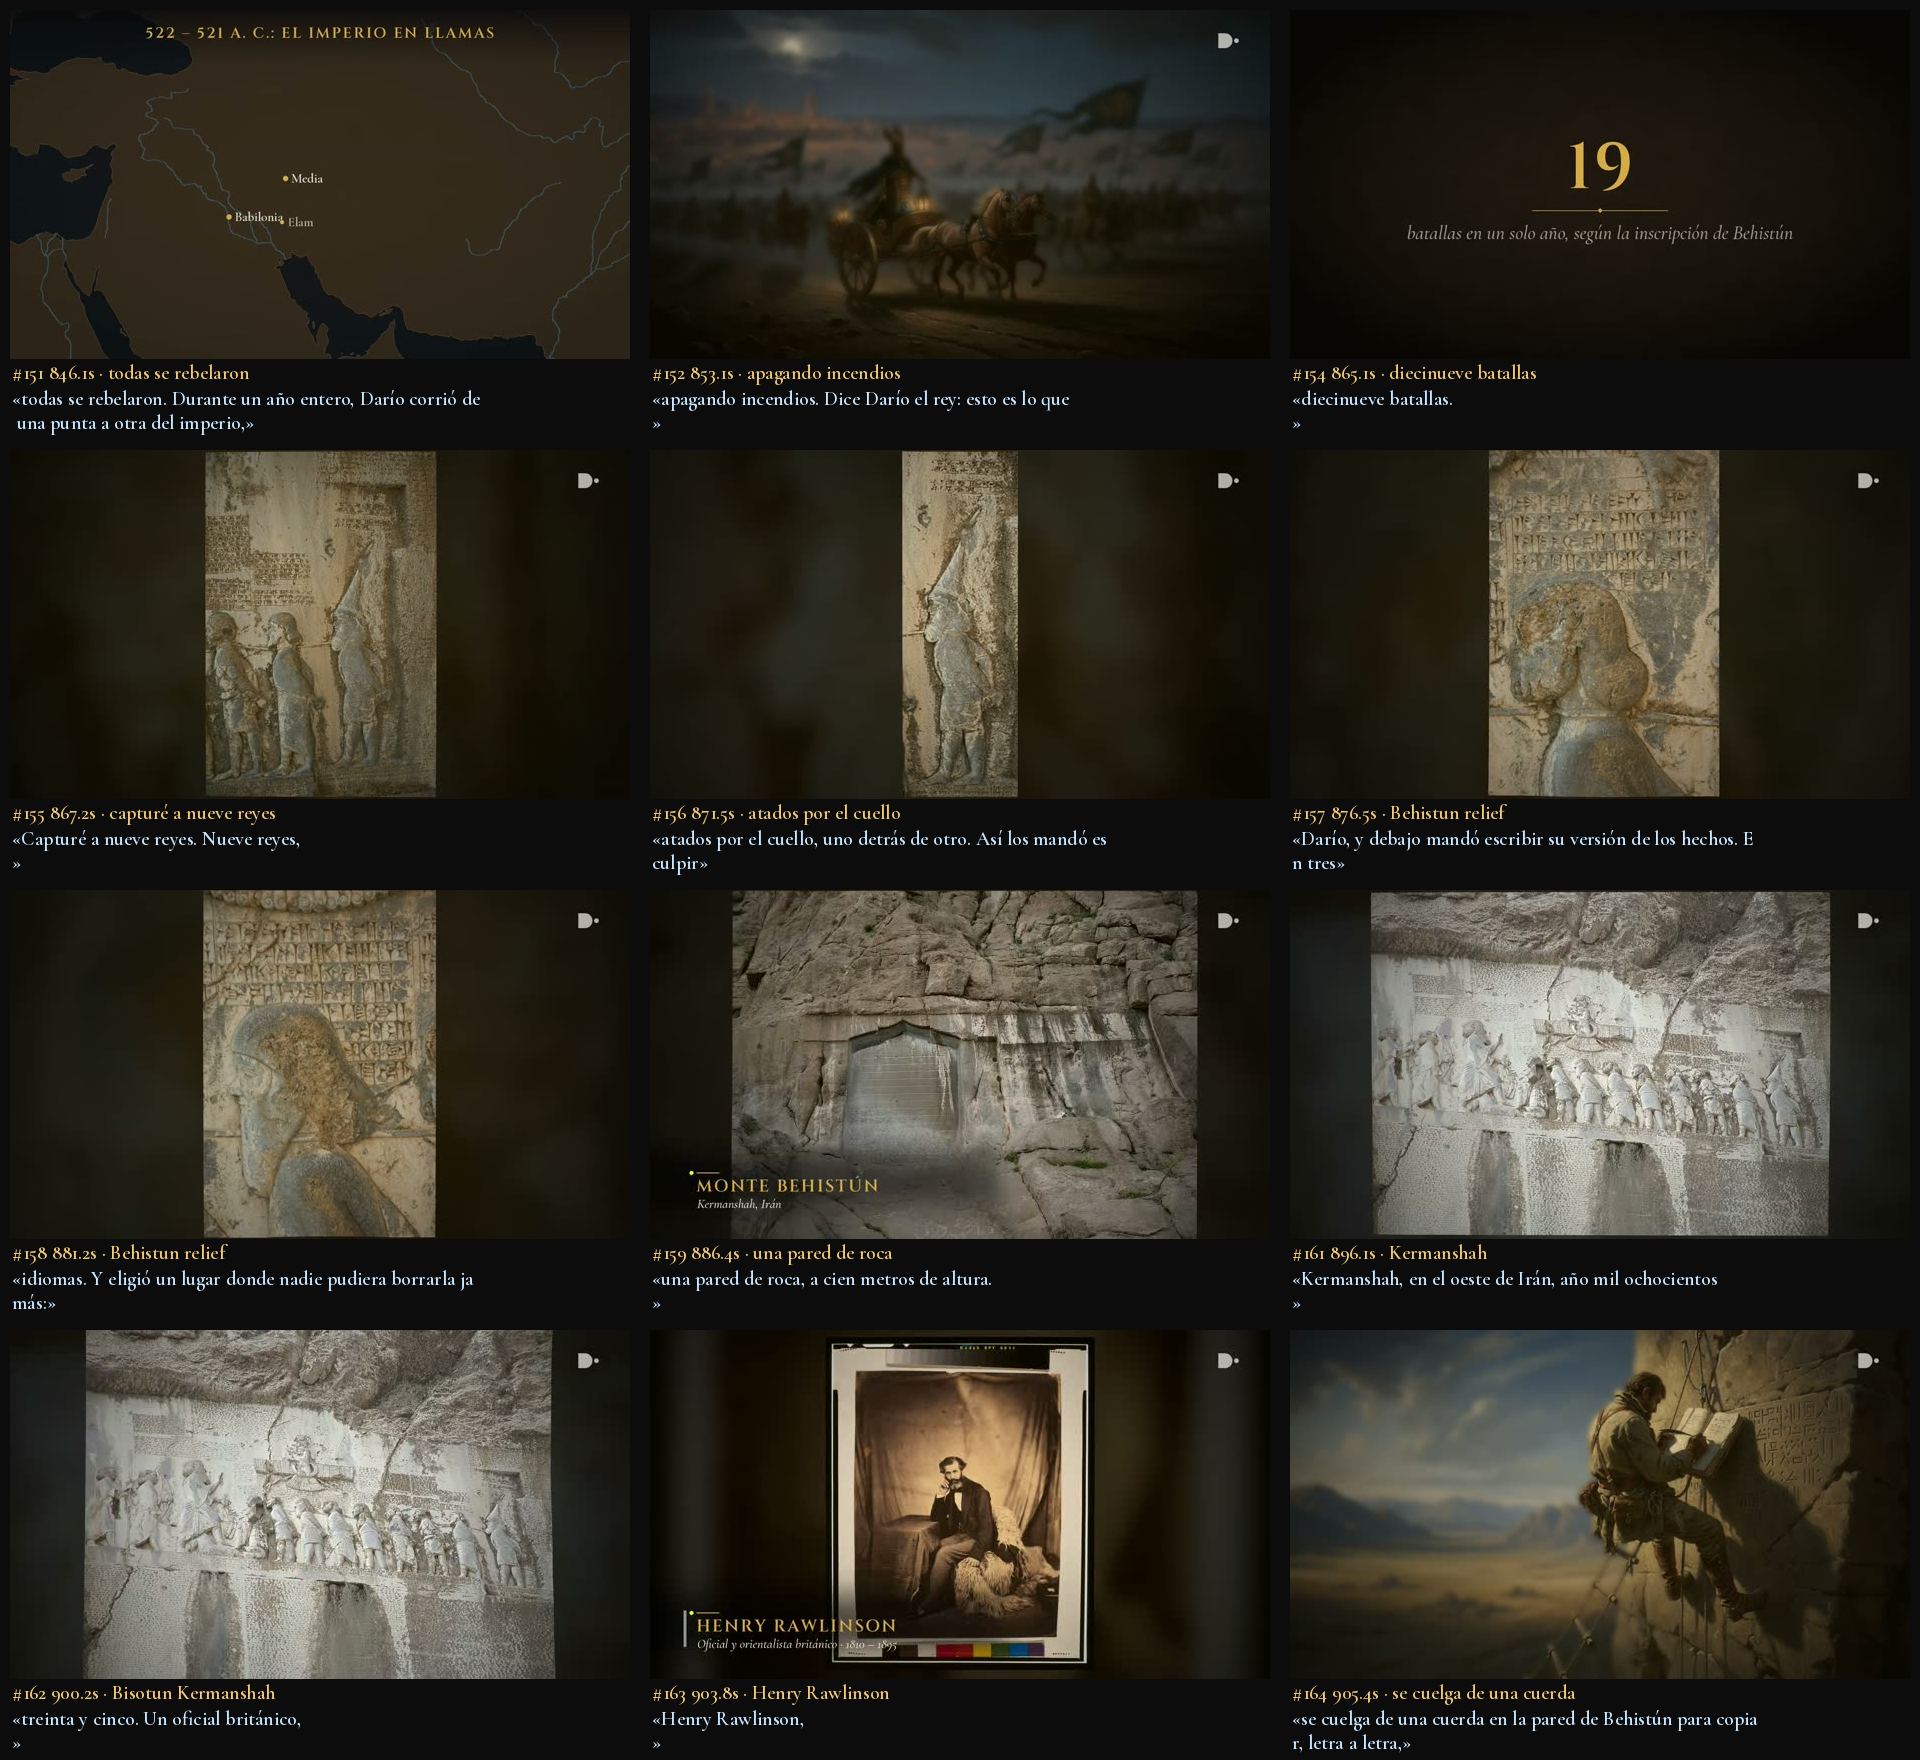 522 – 521 A. C.: EL IMPERIO EN LLAMAS
Media
Babilonia
Elam
#151 846.1s · todas se rebelaron
«todas se rebelaron. Durante un año entero, Darío corrió de
una punta a otra del imperio,»
#152 853.1s · apagando incendios
«apagando incendios. Dice Darío el rey: esto es lo que
»
19
batallas en un solo año, según la inscripción de Behistún
#154 865.1s · diecinueve batallas
«diecinueve batallas.
»
#155 867.2s · capturé a nueve reyes
«Capturé a nueve reyes. Nueve reyes,
»
#156 871.5s · atados por el cuello
«atados por el cuello, uno detrás de otro. Así los mandó es
culpir»
#157 876.5s · Behistun relief
«Darío, y debajo mandó escribir su versión de los hechos. E
n tres»
#158 881.2s · Behistun relief
«idiomas. Y eligió un lugar donde nadie pudiera borrarla ja
más:»
MONTE BEHISTÚN
Kermanshah, Irán
#159 886.4s · una pared de roca
«una pared de roca, a cien metros de altura.
»
#161 896.1s · Kermanshah
«Kermanshah, en el oeste de Irán, año mil ochocientos
»
#162 900.2s · Bisotun Kermanshah
«treinta y cinco. Un oficial británico,
»
HENRY RAWLINSON
Oficial y orientalista británico · 1810 – 1895
#163 903.8s · Henry Rawlinson
«Henry Rawlinson,
»
#164 905.4s · se cuelga de una cuerda
«se cuelga de una cuerda en la pared de Behistún para copia
r, letra a letra,»